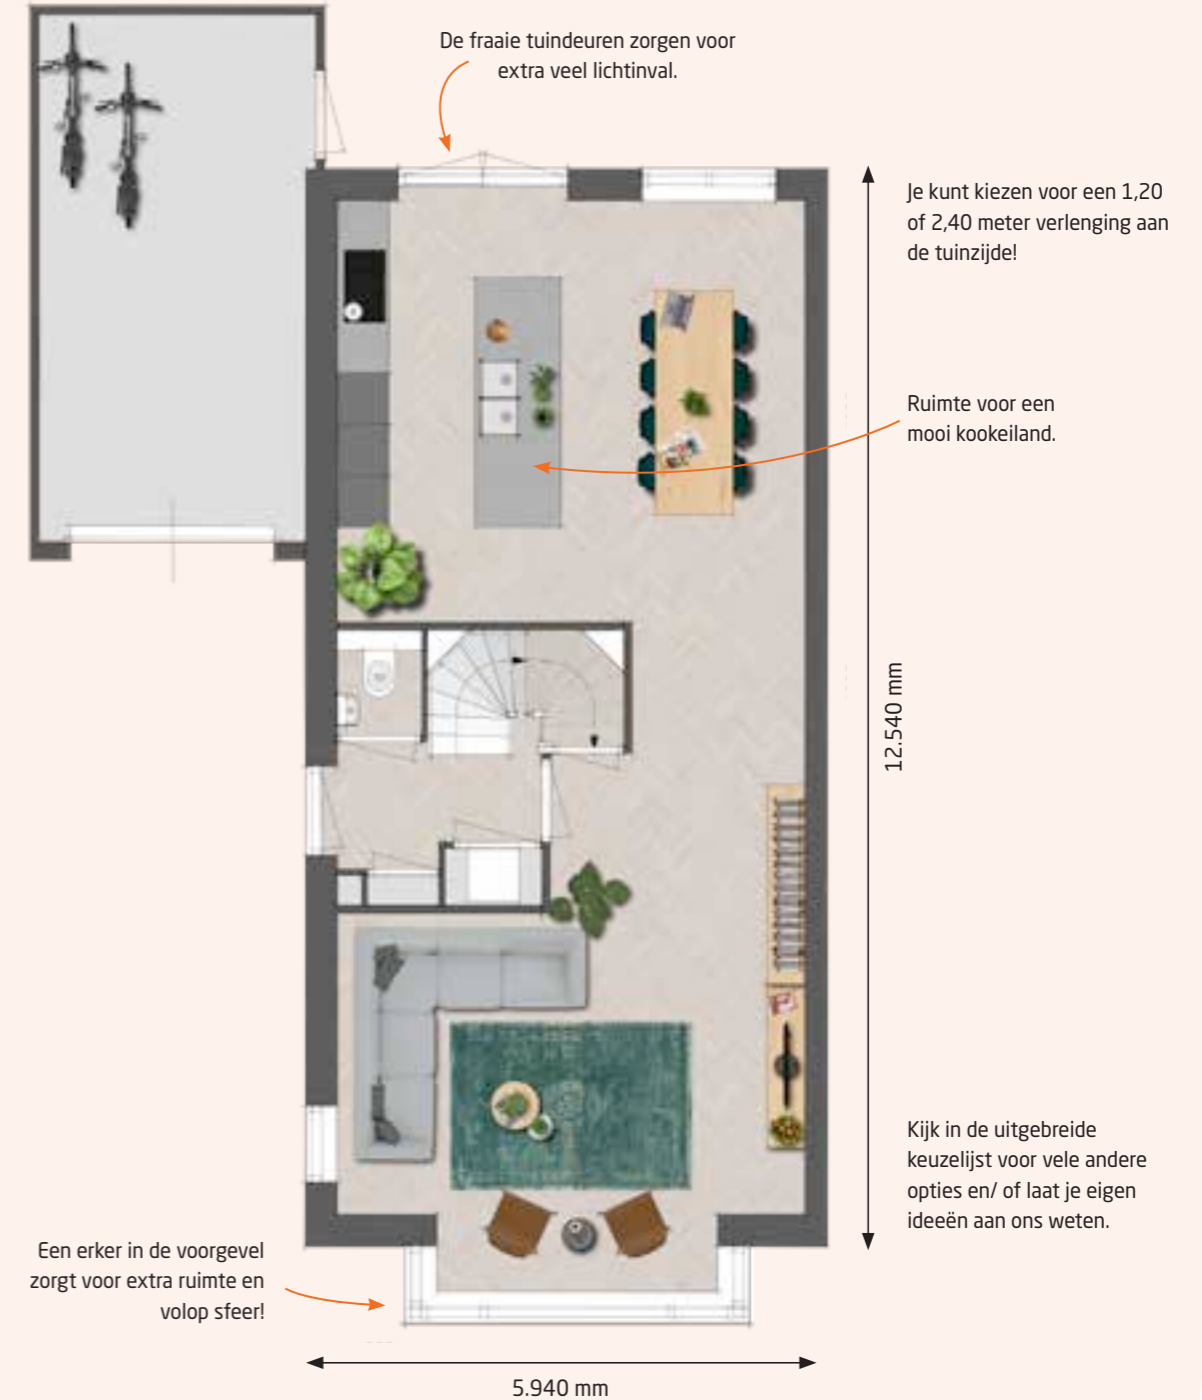 De fraaie tuindeuren zorgen voor
extra veel lichtinval.
Je kunt kiezen voor een 1,20
of 2,40 meter verlenging aan
de tuinzijde!
Ruimte voor een
mooi kookeiland.
12.540 mm
Kijk in de uitgebreide
keuzelijst voor vele andere
opties en/ of laat je eigen
ideeën aan ons weten.
Een erker in de voorgevel
zorgt voor extra ruimte en
volop sfeer!
5.940 mm